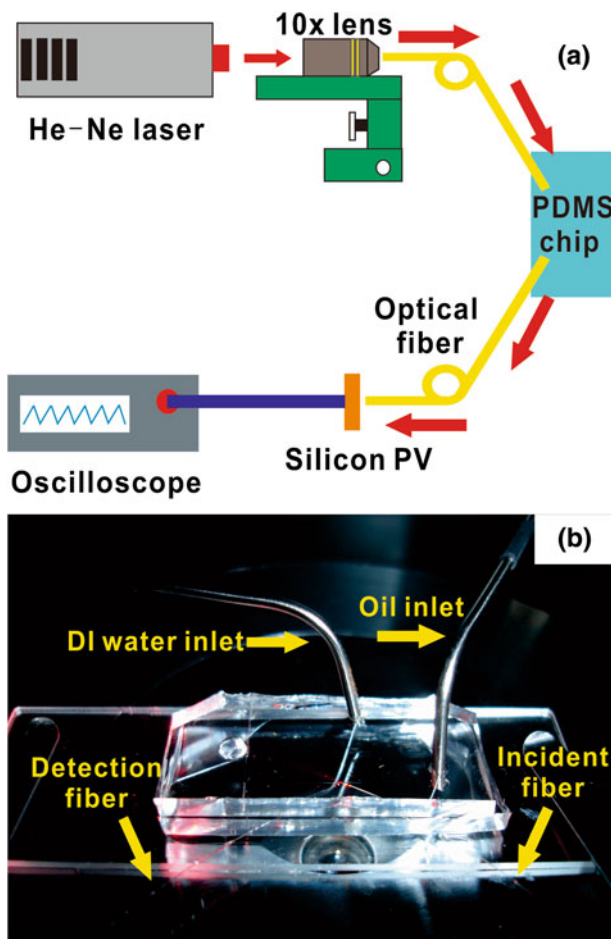 10x lens
(a)
He-Ne laser
PDMS
chip
Optical
fiber
Silicon PV
Oscilloscope
(b)
Oil inlet
DI water inlet
Detection
fiber
Incident
fiber